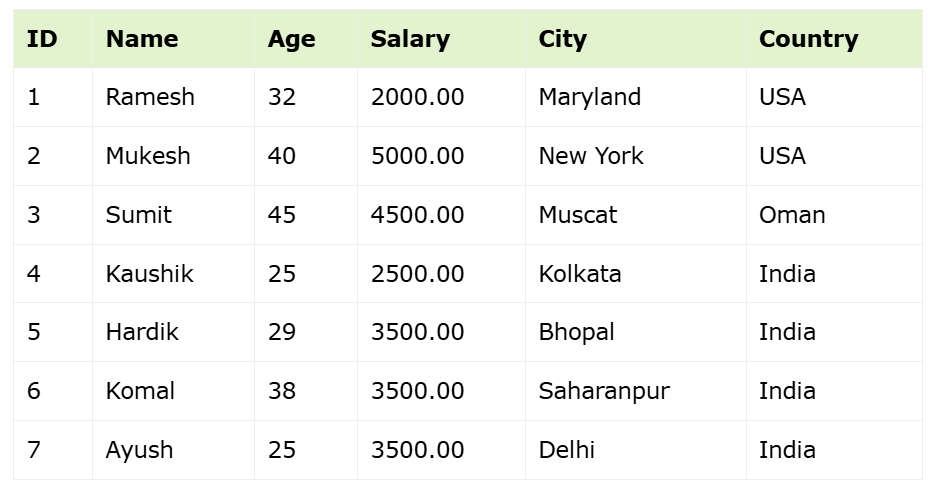 ID Name Age Salary City Country
1 Ramesh 32 2000.00 Maryland USA
2 Mukesh 40 5000.00 New York USA
3 Sumit 45 4500.00 Muscat Oman
4 Kaushik 25 2500.00 Kolkata India
5 Hardik 29 3500.00 Bhopal India
6 Komal 38 3500.00 Saharanpur India
7 Ayush 25 3500.00 Delhi India